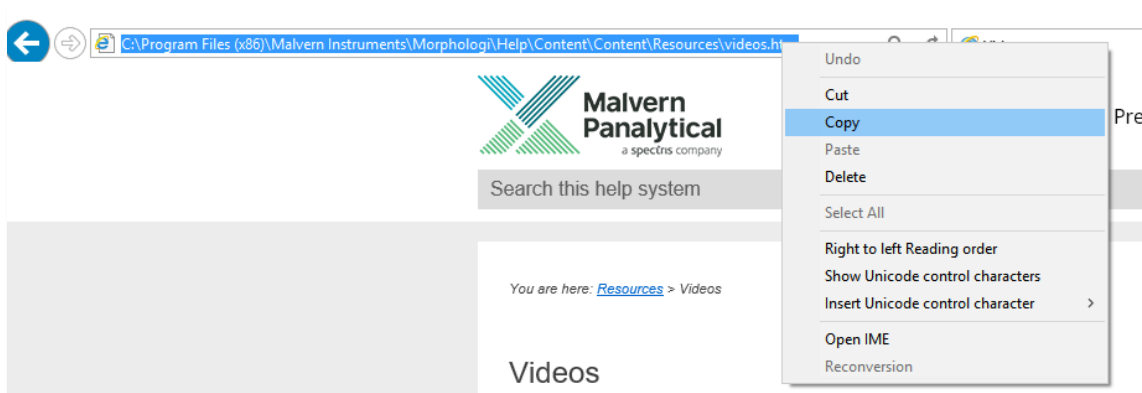 C:\Program Files (x86)\Malvern Instruments\Morphologi\Help\Content\Content\Resources\videos.ht
Undo
Cut
Malvern
Panalytical
a spectris company
Copy
Pre
Paste
Delete
Search this help system
Select All
Right to left Reading order
Show Unicode control characters
Insert Unicode control character >
You are here: Resources > Videos
Open IME
Reconversion
Videos